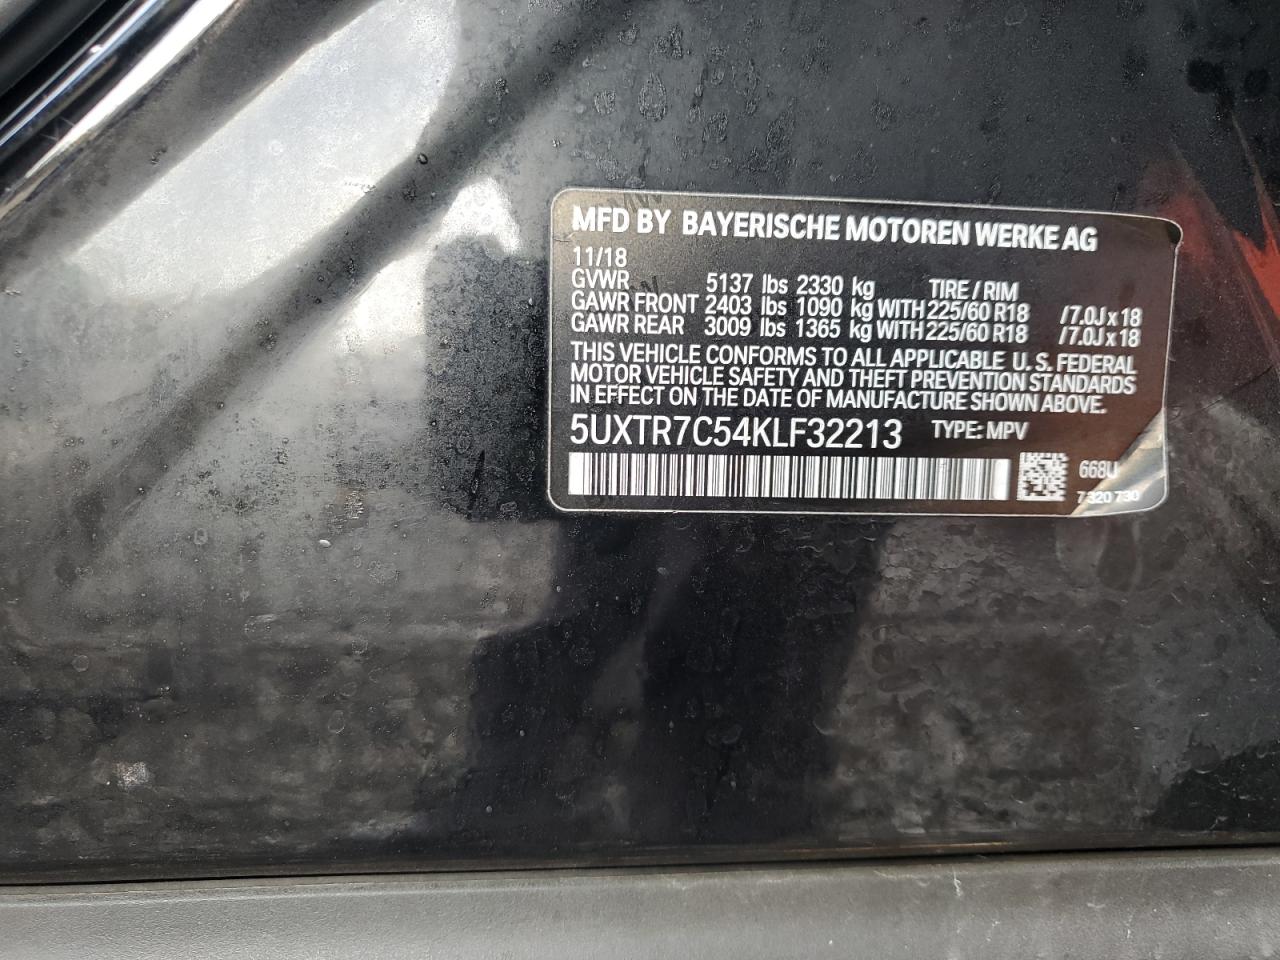 MFD BY BAYERISCHE MOTOREN WERKE AG
11/18
GVWR 5137 lbs 2330 kg TIRE / RIM
GAWR FRONT 2403 lbs 1090 kg WITH 225/60 R18 /7.0J x 18
GAWR REAR 3009 lbs 1365 kg WITH 225/60 R18 /7.0J x 18
THIS VEHICLE CONFORMS TO ALL APPLICABLE U.S. FEDERAL
MOTOR VEHICLE SAFETY AND THEFT PREVENTION STANDARDS
IN EFFECT ON THE DATE OF MANUFACTURE SHOWN ABOVE.
5UXTR7C54KLF32213 TYPE: MPV
668U
7 320 730